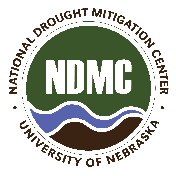 · NATIONAL DROUGHT MITIGATION CENTER ·
NDMC
UNIVERSITY OF NEBRASKA